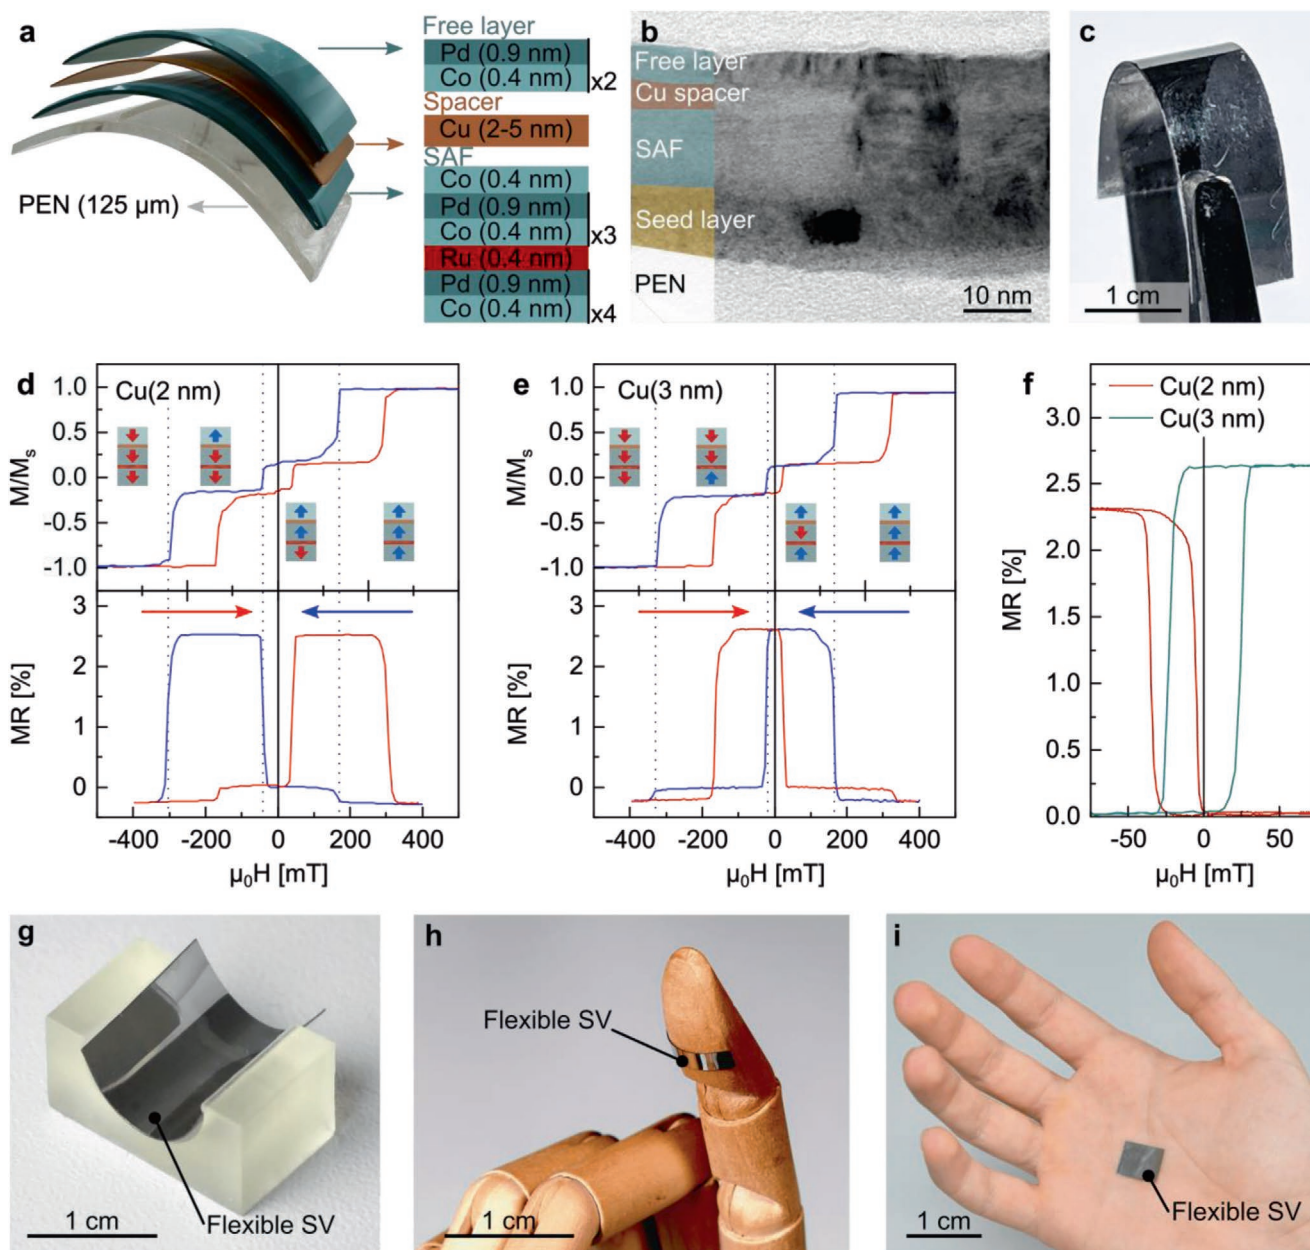 a
Free layer
Pd (0.9 nm)
Co (0.4 nm)
x2
Spacer
Cu (2-5 nm)
SAF
Co (0.4 nm)
Pd (0.9 nm)
Co (0.4 nm)
x3
Ru (0.4 nm)
Pd (0.9 nm)
Co (0.4 nm)
x4
PEN (125 µm)
b
Free layer
Cu spacer
SAF
Seed layer
PEN
10 nm
c
1 cm
d
Cu(2 nm)
M/Ms
1.0
0.5
0.0
-0.5
-1.0
MR [%]
3
2
1
0
-400 -200 0 200 400
µ0H [mT]
e
Cu(3 nm)
M/Ms
1.0
0.5
0.0
-0.5
-1.0
MR [%]
3
2
1
0
-400 -200 0 200 400
µ0H [mT]
f
Cu(2 nm)
Cu(3 nm)
MR [%]
3.0
2.5
2.0
1.5
1.0
0.5
0.0
-50 0 50
µ0H [mT]
g
Flexible SV
1 cm
h
Flexible SV
1 cm
i
Flexible SV
1 cm